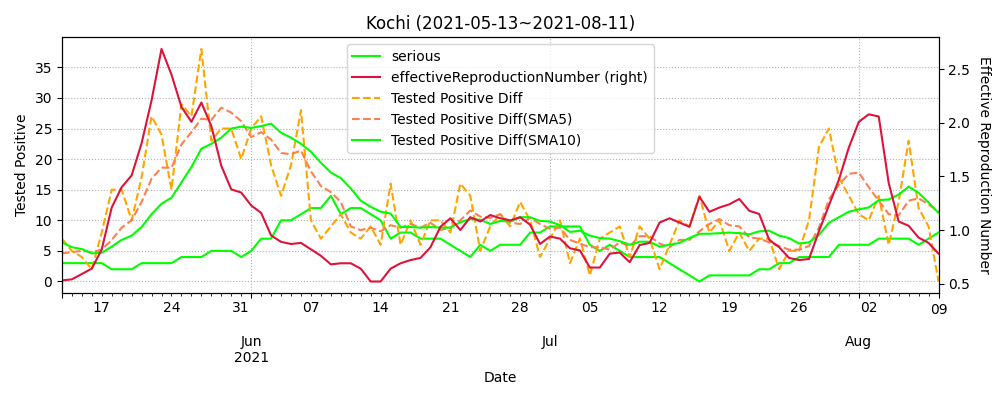 Kochi (2021-05-13~2021-08-11)
serious
effectiveReproductionNumber (right)
Tested Positive Diff
Tested Positive Diff(SMA5)
Tested Positive Diff(SMA10)
Tested Positive
35
30
25
20
15
10
5
0
Effective Reproduction Number
2.5
2.0
1.5
1.0
0.5
17 24 31 07 14 21 28 05 12 19 26 02 09
Jun Jul Aug
2021
Date